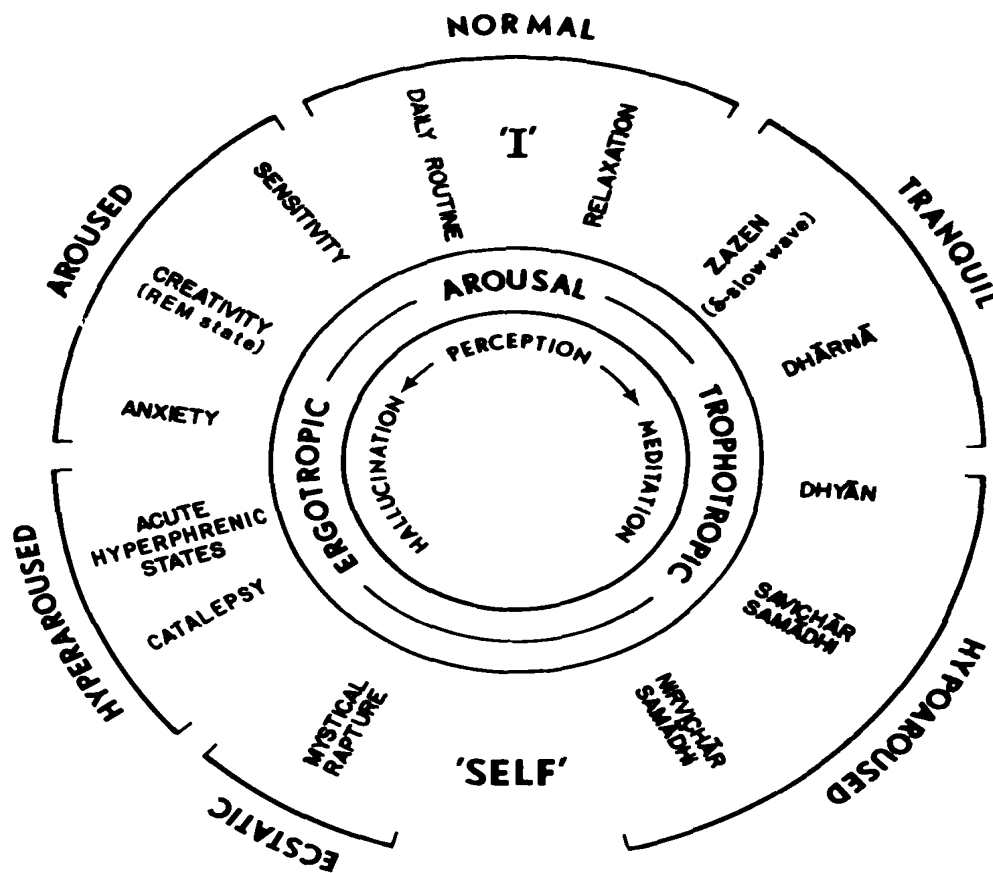 NORMAL
DAILY ROUTINE
'I'
RELAXATION
AROUSED
SENSITIVITY
CREATIVITY
(REM state)
ANXIETY
TRANQUIL
ZAZEN
(δ-slow wave)
DHĀRNĀ
HYPERAROUSED
ACUTE
HYPERPHRENIC
STATES
CATALEPSY
HYPOAROUSED
DHYĀN
SAVICHĀR
SAMĀDHI
NIRVICHĀR
SAMĀDHI
ECSTATIC
MYSTICAL
RAPTURE
'SELF'
AROUSAL
ERGOTROPIC
TROPHOTROPIC
PERCEPTION
HALLUCINATION
MEDITATION